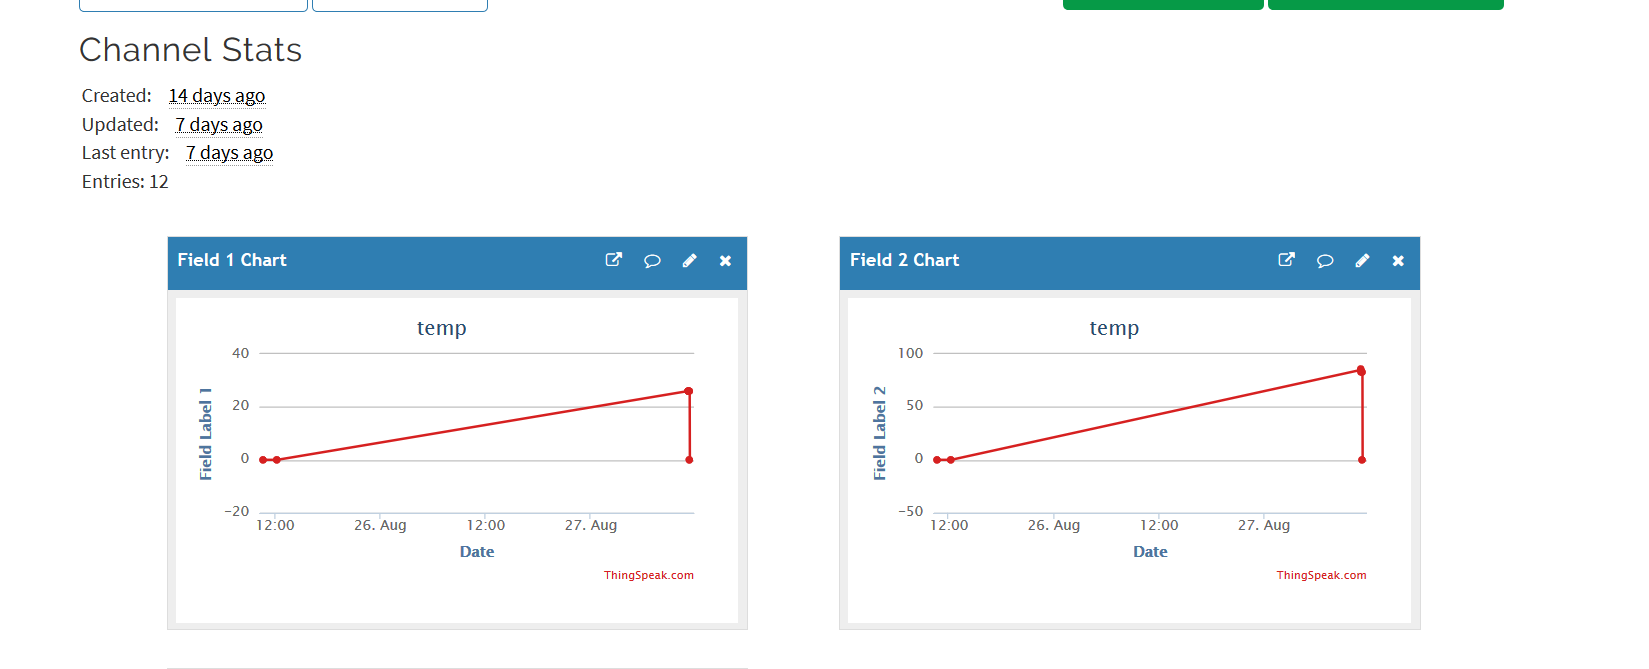 Channel Stats
Created: 14 days ago
Updated: 7 days ago
Last entry: 7 days ago
Entries: 12
Field 1 Chart
temp
Field Label 1
40
20
0
−20
12:00 26. Aug 12:00 27. Aug
Date
ThingSpeak.com
Field 2 Chart
temp
Field Label 2
100
50
0
−50
12:00 26. Aug 12:00 27. Aug
Date
ThingSpeak.com